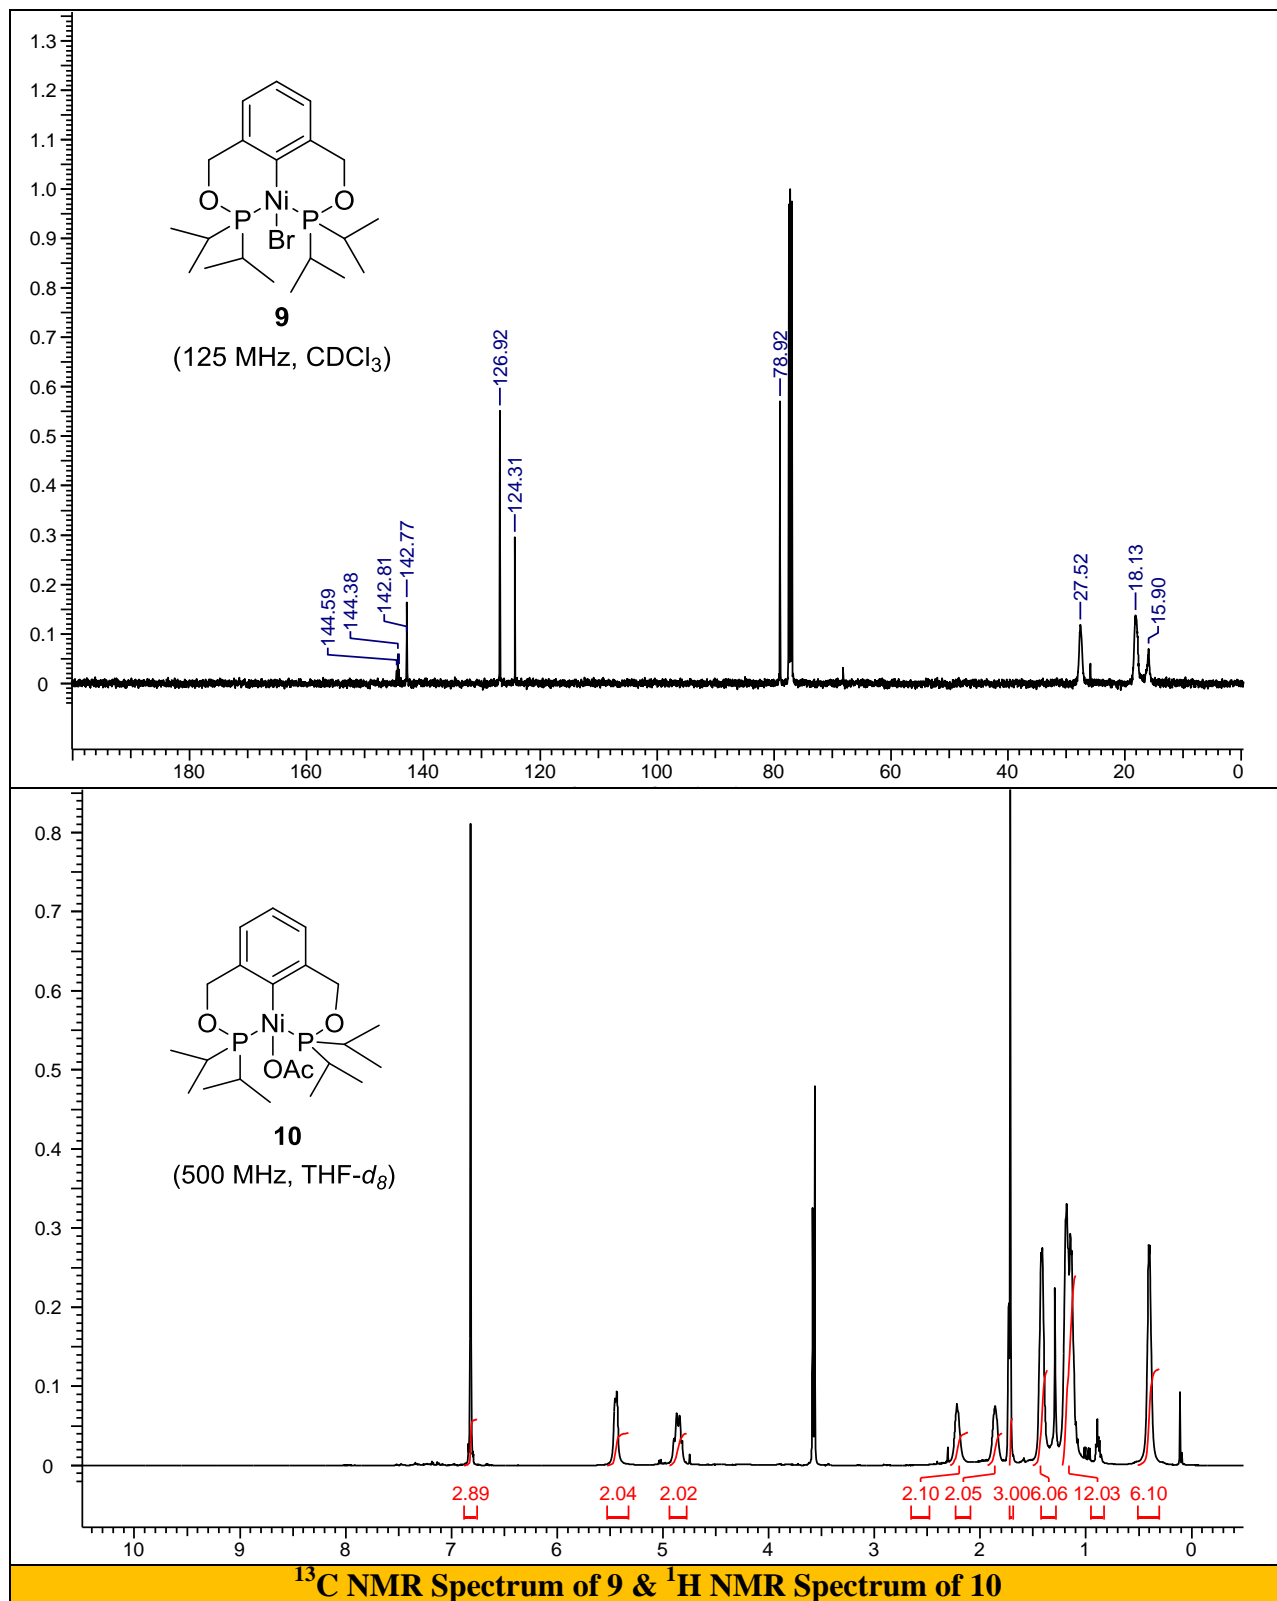 1.3
1.2
1.1
1.0
0.9
0.8
0.7
0.6
0.5
0.4
0.3
0.2
0.1
0
O
Ni
O
P
P
Br
9
(125 MHz, CDCl3)
144.59
144.38
142.81
142.77
126.92
124.31
78.92
27.52
18.13
15.90
180 160 140 120 100 80 60 40 20 0
0.8
0.7
0.6
0.5
0.4
0.3
0.2
0.1
0
O
Ni
O
P
P
OAc
10
(500 MHz, THF-d8)
2.89 2.04 2.02 2.10 2.05 3.00 6.06 12.03 6.10
10 9 8 7 6 5 4 3 2 1 0
13C NMR Spectrum of 9 & 1H NMR Spectrum of 10